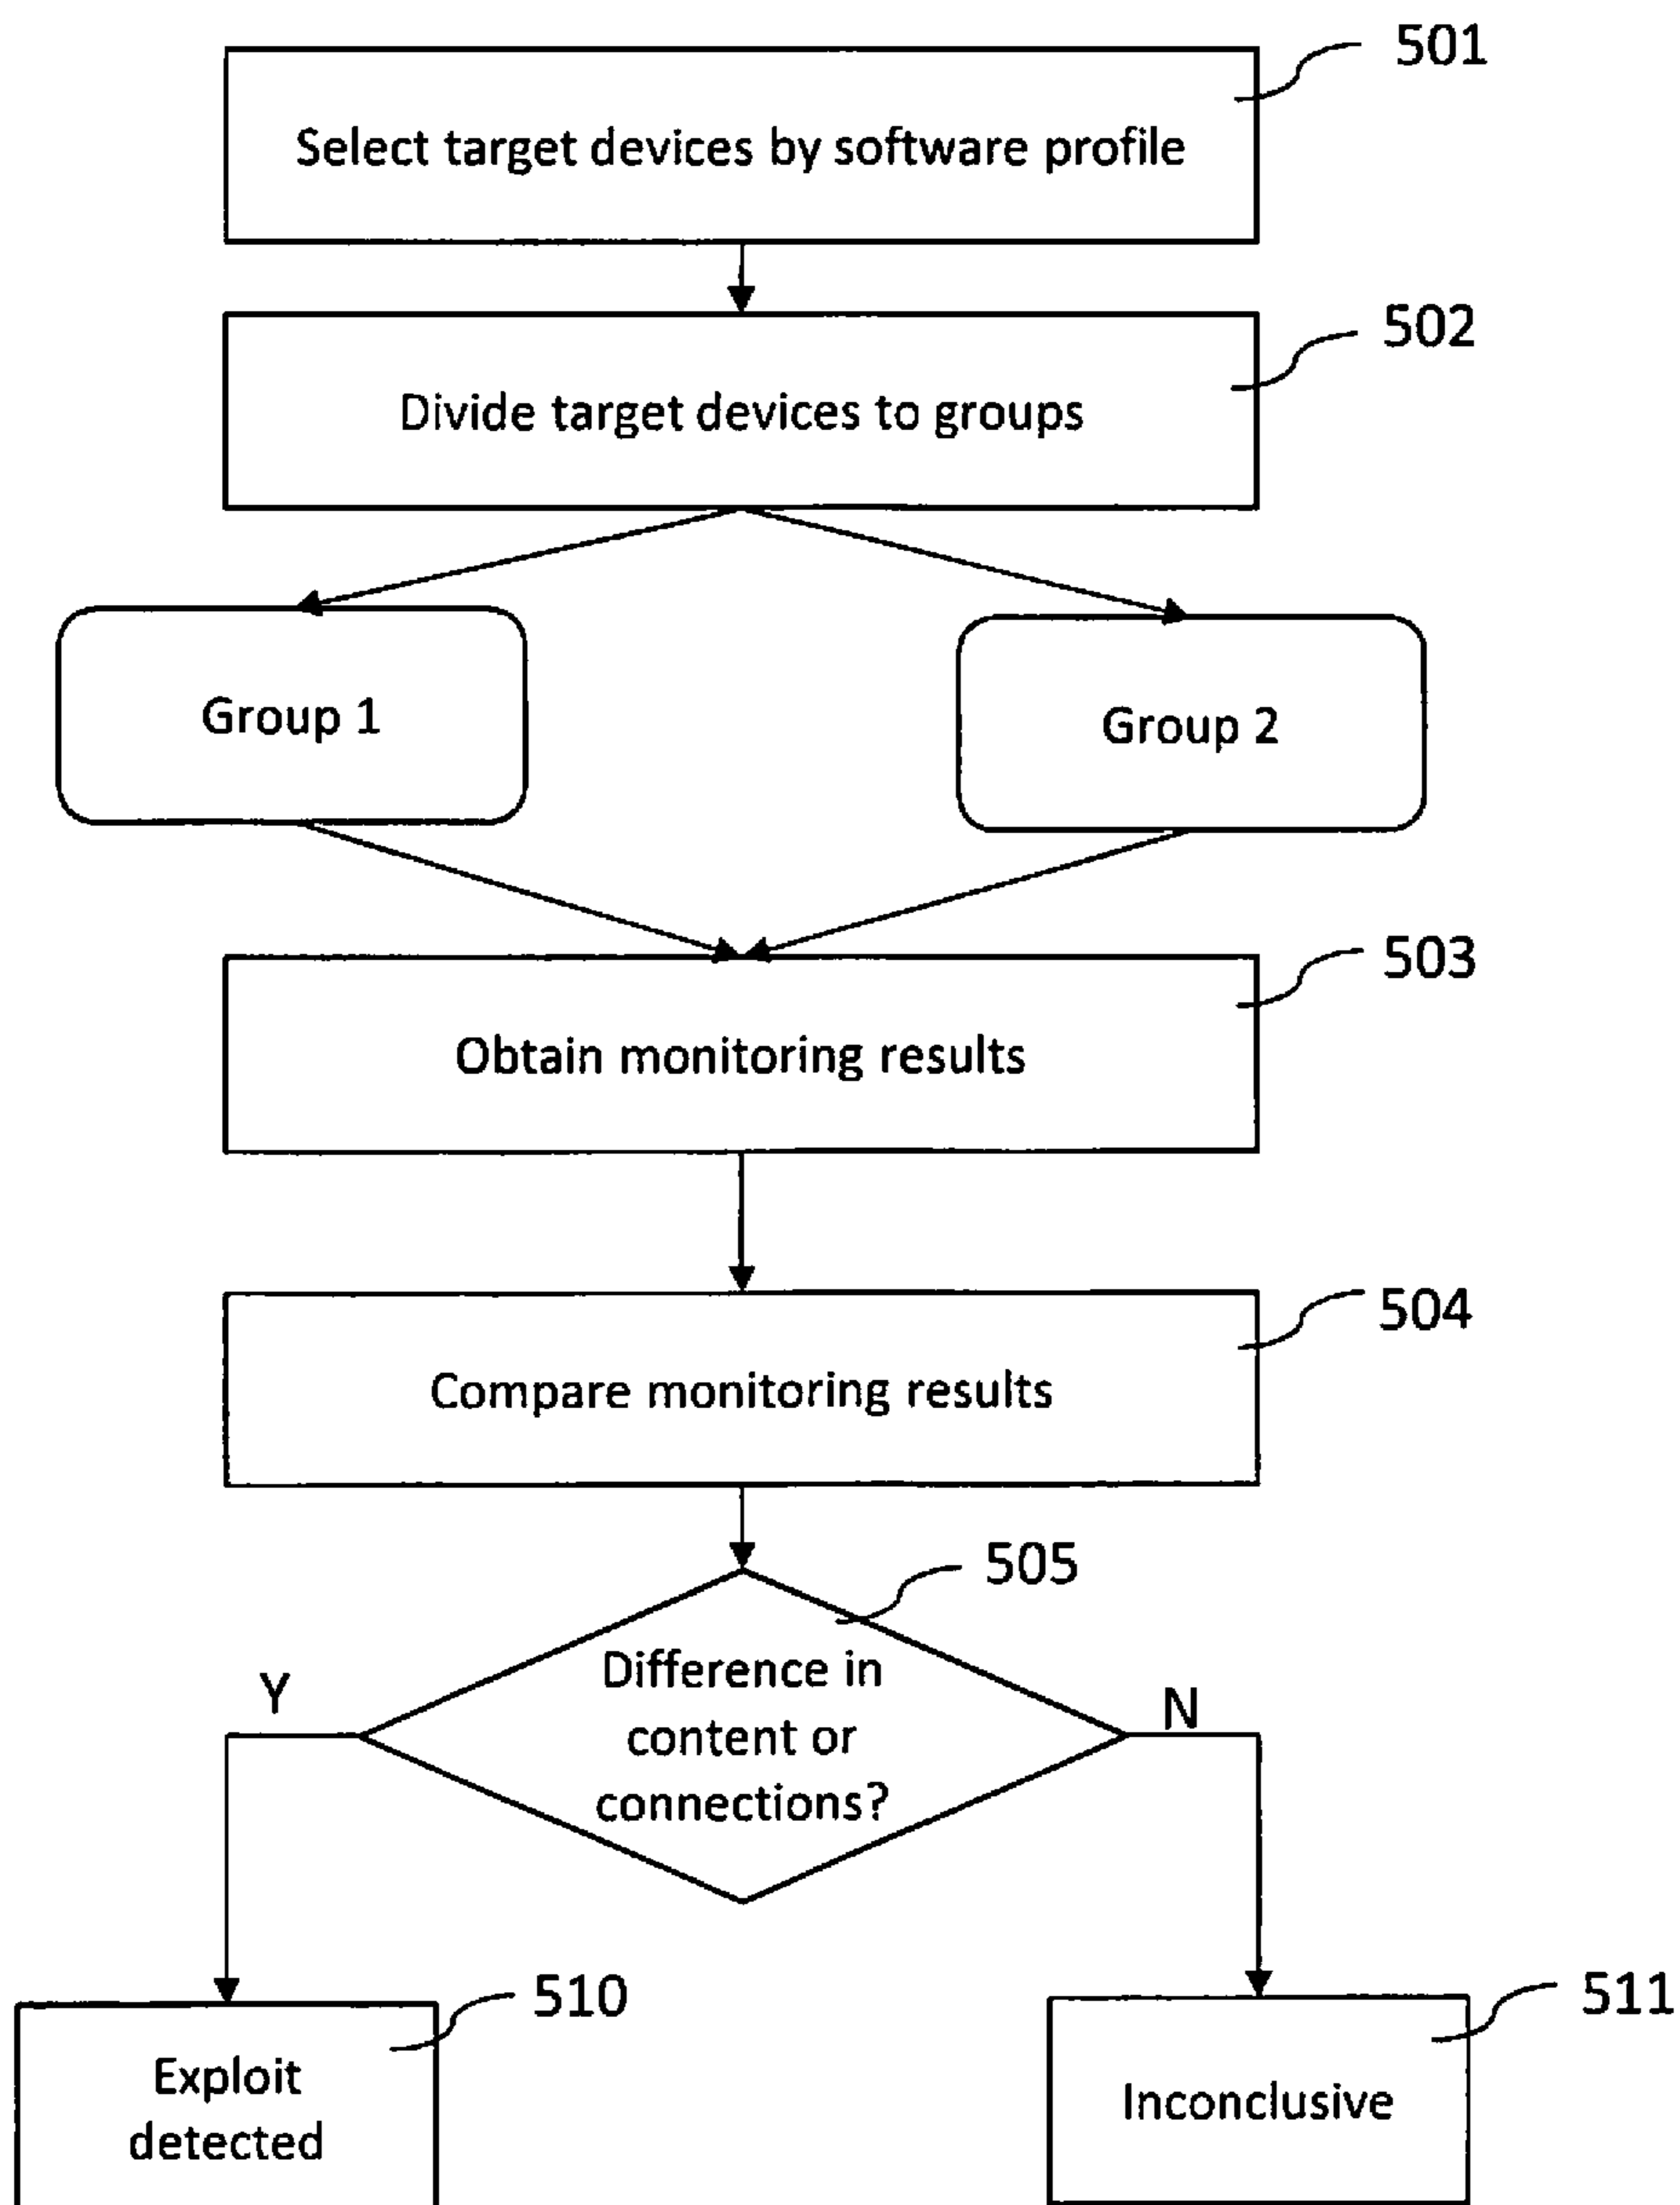 501
Select target devices by software profile
502
Divide target devices to groups
Group 1
Group 2
503
Obtain monitoring results
504
Compare monitoring results
505
Difference in
content or
connections?
Y
N
510
Exploit
detected
511
Inconclusive